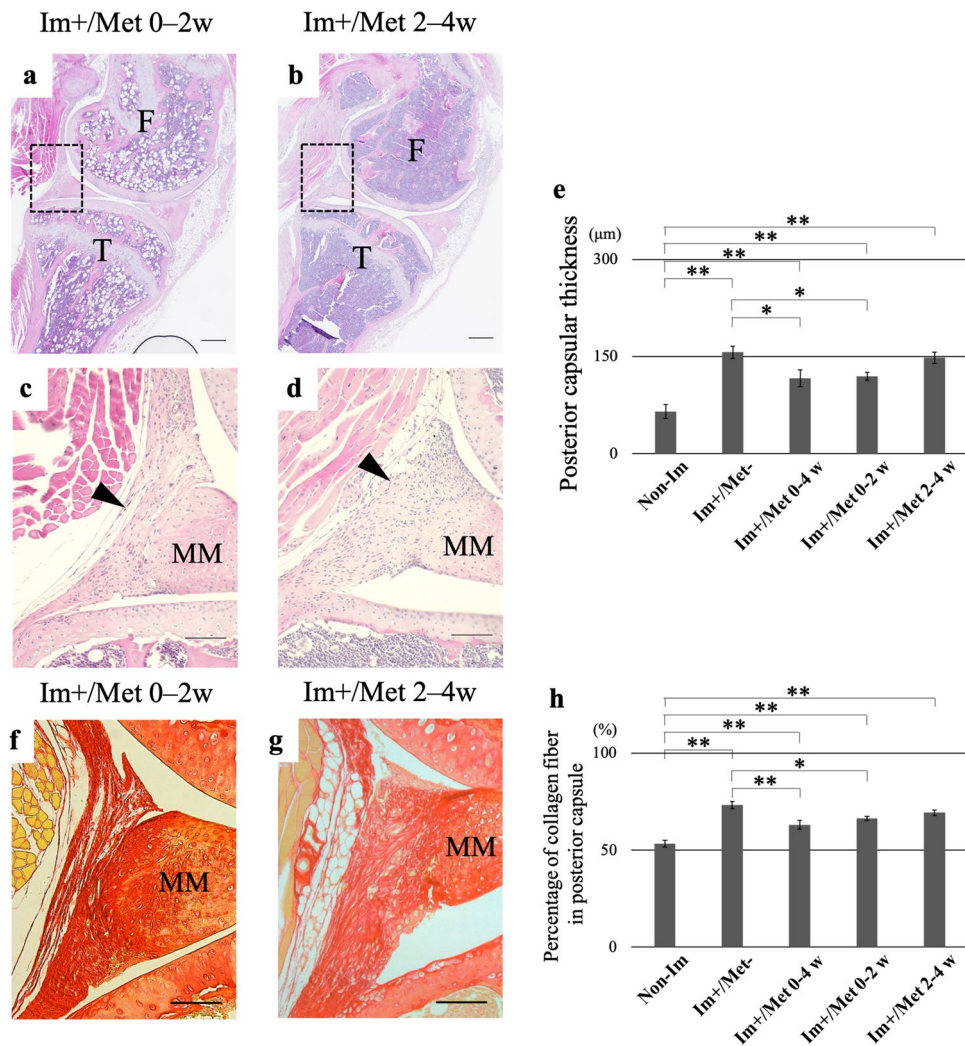 Im+/Met 0–2w
Im+/Met 2–4w
a
F
T
b
F
T
c
MM
d
MM
Im+/Met 0–2w
Im+/Met 2–4w
f
MM
g
MM
e
Posterior capsular thickness
(μm)
300
150
0
**
**
**
**
*
*
Non-Im
Im+/Met-
Im+/Met 0-4 w
Im+/Met 0-2 w
Im+/Met 2-4 w
h
Percentage of collagen fiber
in posterior capsule
(%)
100
50
0
**
**
**
**
*
**
Non-Im
Im+/Met-
Im+/Met 0-4 w
Im+/Met 0-2 w
Im+/Met 2-4 w